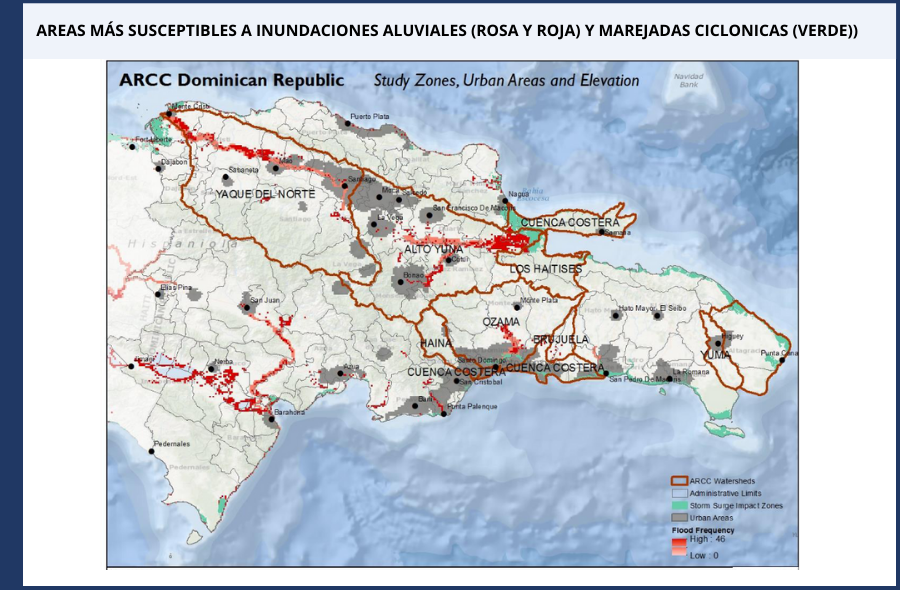 AREAS MÁS SUSCEPTIBLES A INUNDACIONES ALUVIALES (ROSA Y ROJA) Y MAREJADAS CICLONICAS (VERDE))
ARCC Dominican Republic
Study Zones, Urban Areas and Elevation
Navidad
Bank
Monte Cristi
Puerto Plata
Fort Liberte
Dajabon
Sabaneta
Mao
Santiago
YAQUE DEL NORTE
Moca
Salcedo
San Francisco De Macoris
Nagua
La Vega
CUENCA COSTERA
Samana
Hispaniola
ALTO YUNA
Cotui
Bonao
LOS HAITISES
Elias Pina
San Juan
Monte Plata
OZAMA
Hato Mayor
El Seibo
HAINA
BRUJUELA
Higuey
YUMA
Punta Cana
Neiba
Azua
Santo Domingo
CUENCA COSTERA
CUENCA COSTERA
San Cristobal
San Pedro De Macoris
La Romana
Bani
Punta Palenque
Barahona
Pedernales
Pedernales
ARCC Watersheds
Administrative Limits
Storm Surge Impact Zones
Urban Areas
Flood Frequency
High : 46
Low : 0